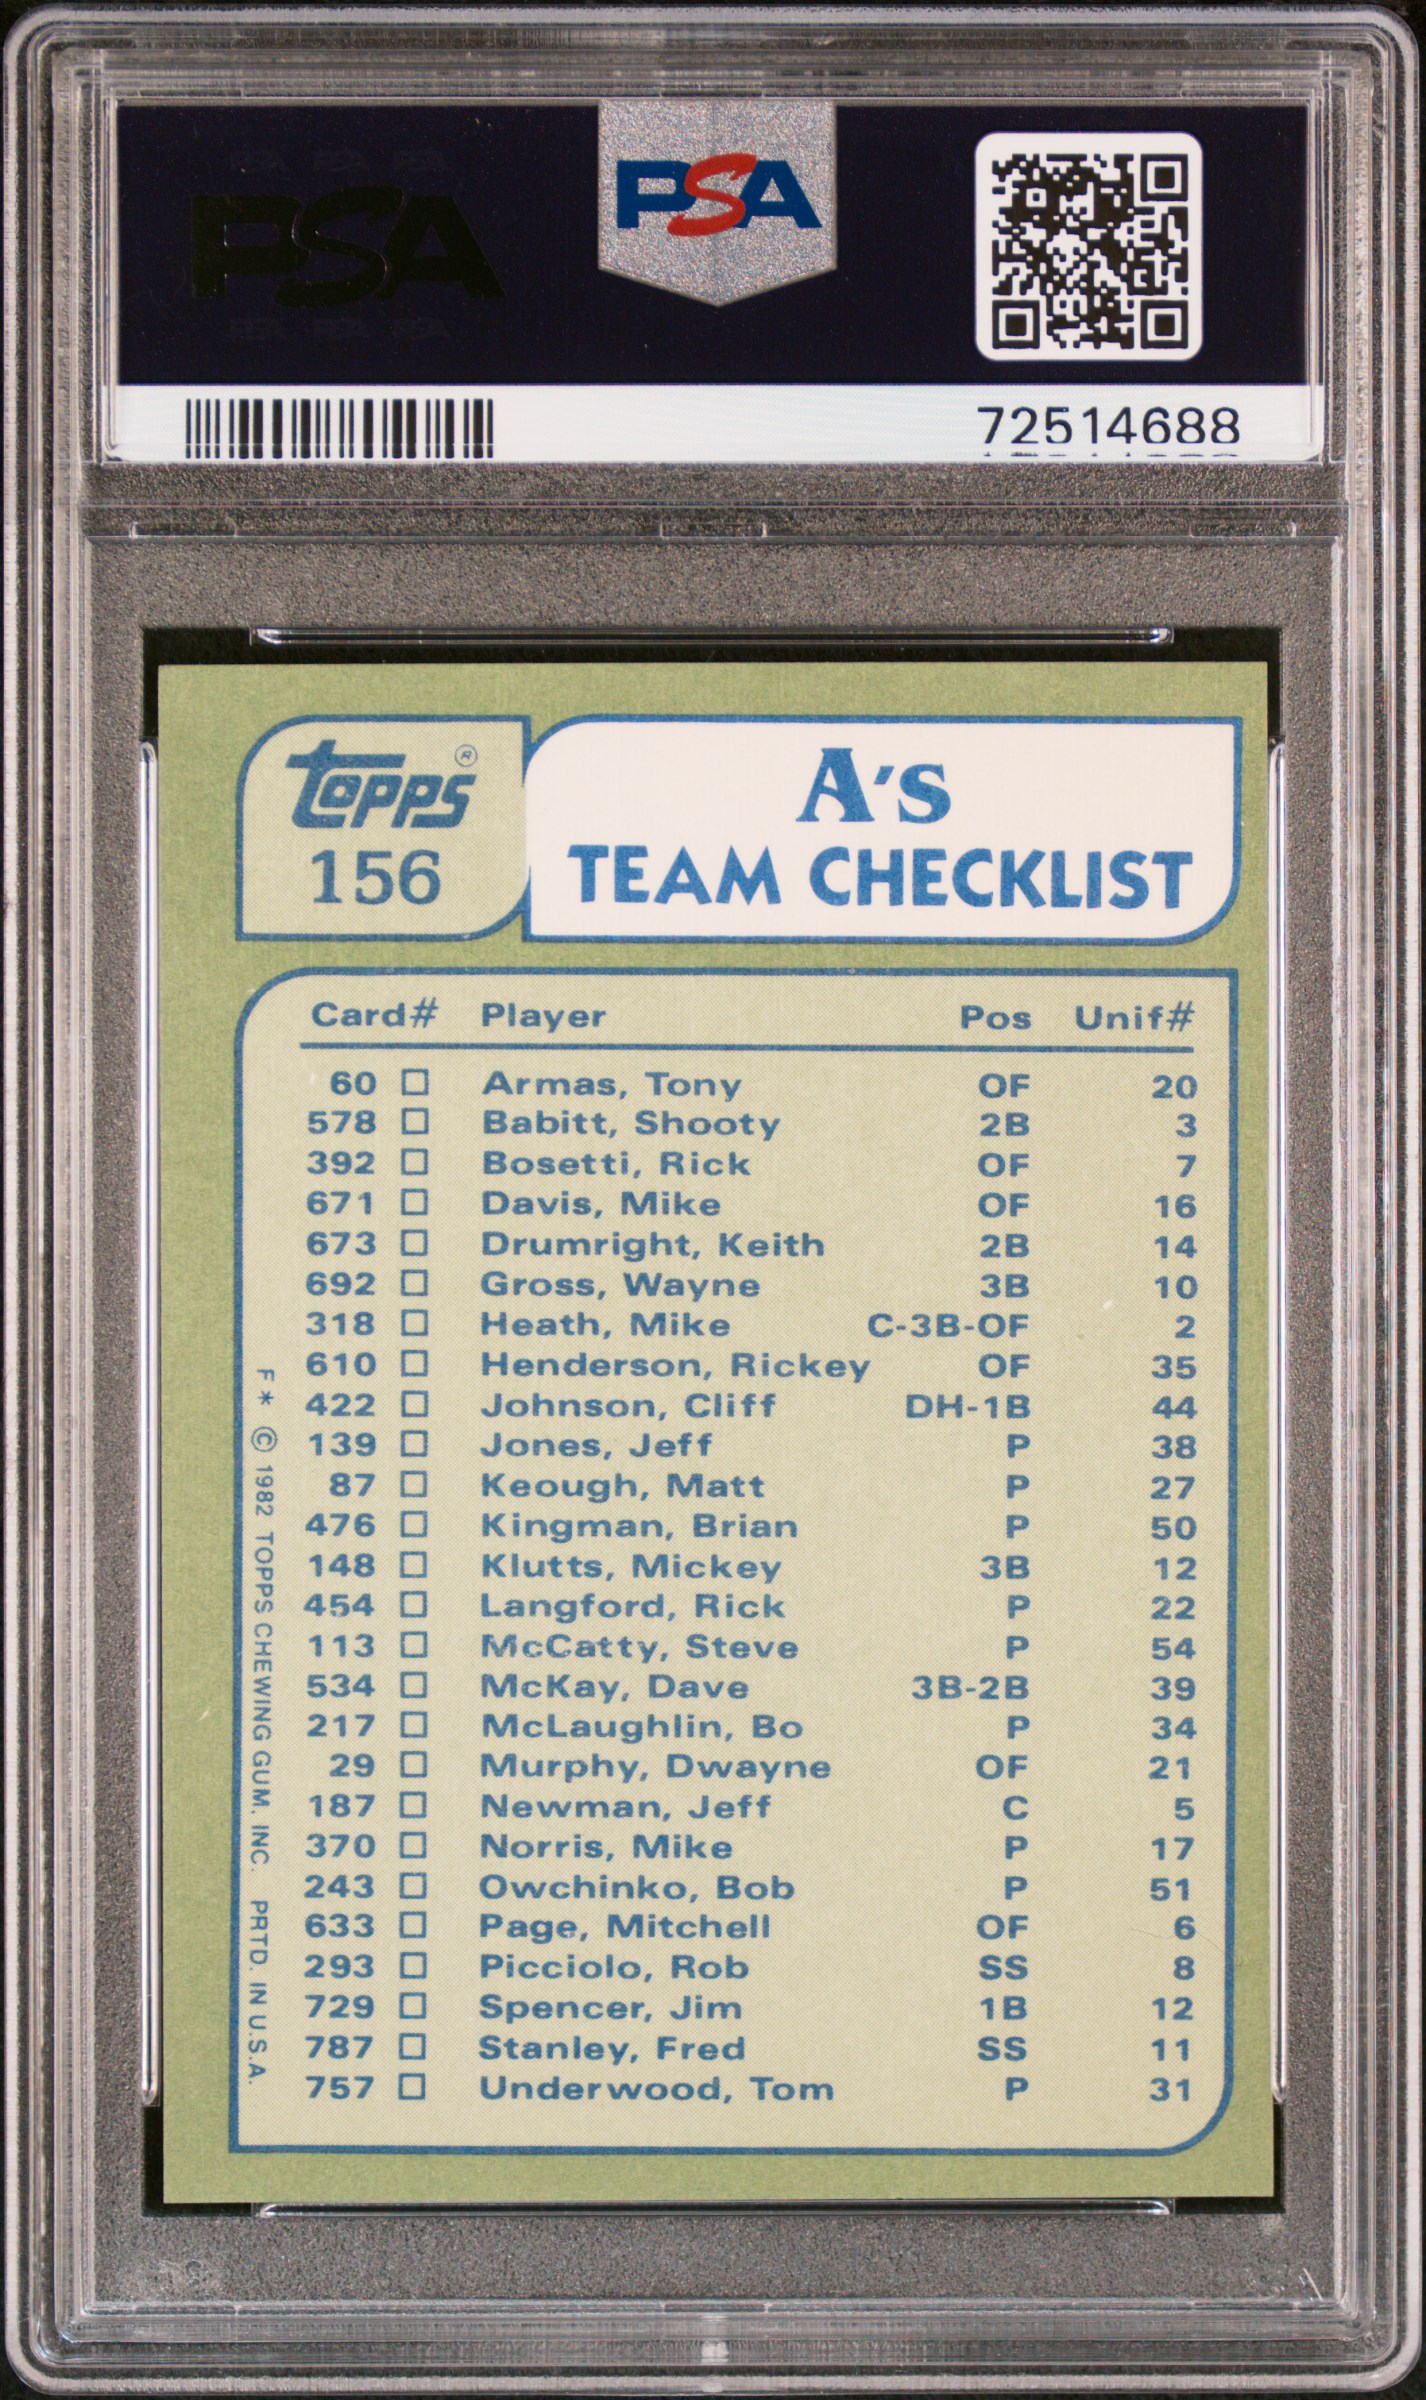 PSA
PSA
72514688
Topps®
156
A's
TEAM CHECKLIST
Card# Player Pos Unif#
60 Armas, Tony OF 20
578 Babitt, Shooty 2B 3
392 Bosetti, Rick OF 7
671 Davis, Mike OF 16
673 Drumright, Keith 2B 14
692 Gross, Wayne 3B 10
318 Heath, Mike C-3B-OF 2
610 Henderson, Rickey OF 35
422 Johnson, Cliff DH-1B 44
139 Jones, Jeff P 38
87 Keough, Matt P 27
476 Kingman, Brian P 50
148 Klutts, Mickey 3B 12
454 Langford, Rick P 22
113 McCatty, Steve P 54
534 McKay, Dave 3B-2B 39
217 McLaughlin, Bo P 34
29 Murphy, Dwayne OF 21
187 Newman, Jeff C 5
370 Norris, Mike P 17
243 Owchinko, Bob P 51
633 Page, Mitchell OF 6
293 Picciolo, Rob SS 8
729 Spencer, Jim 1B 12
787 Stanley, Fred SS 11
757 Underwood, Tom P 31
F* © 1982 TOPPS CHEWING GUM, INC. PRTD. IN U.S.A.